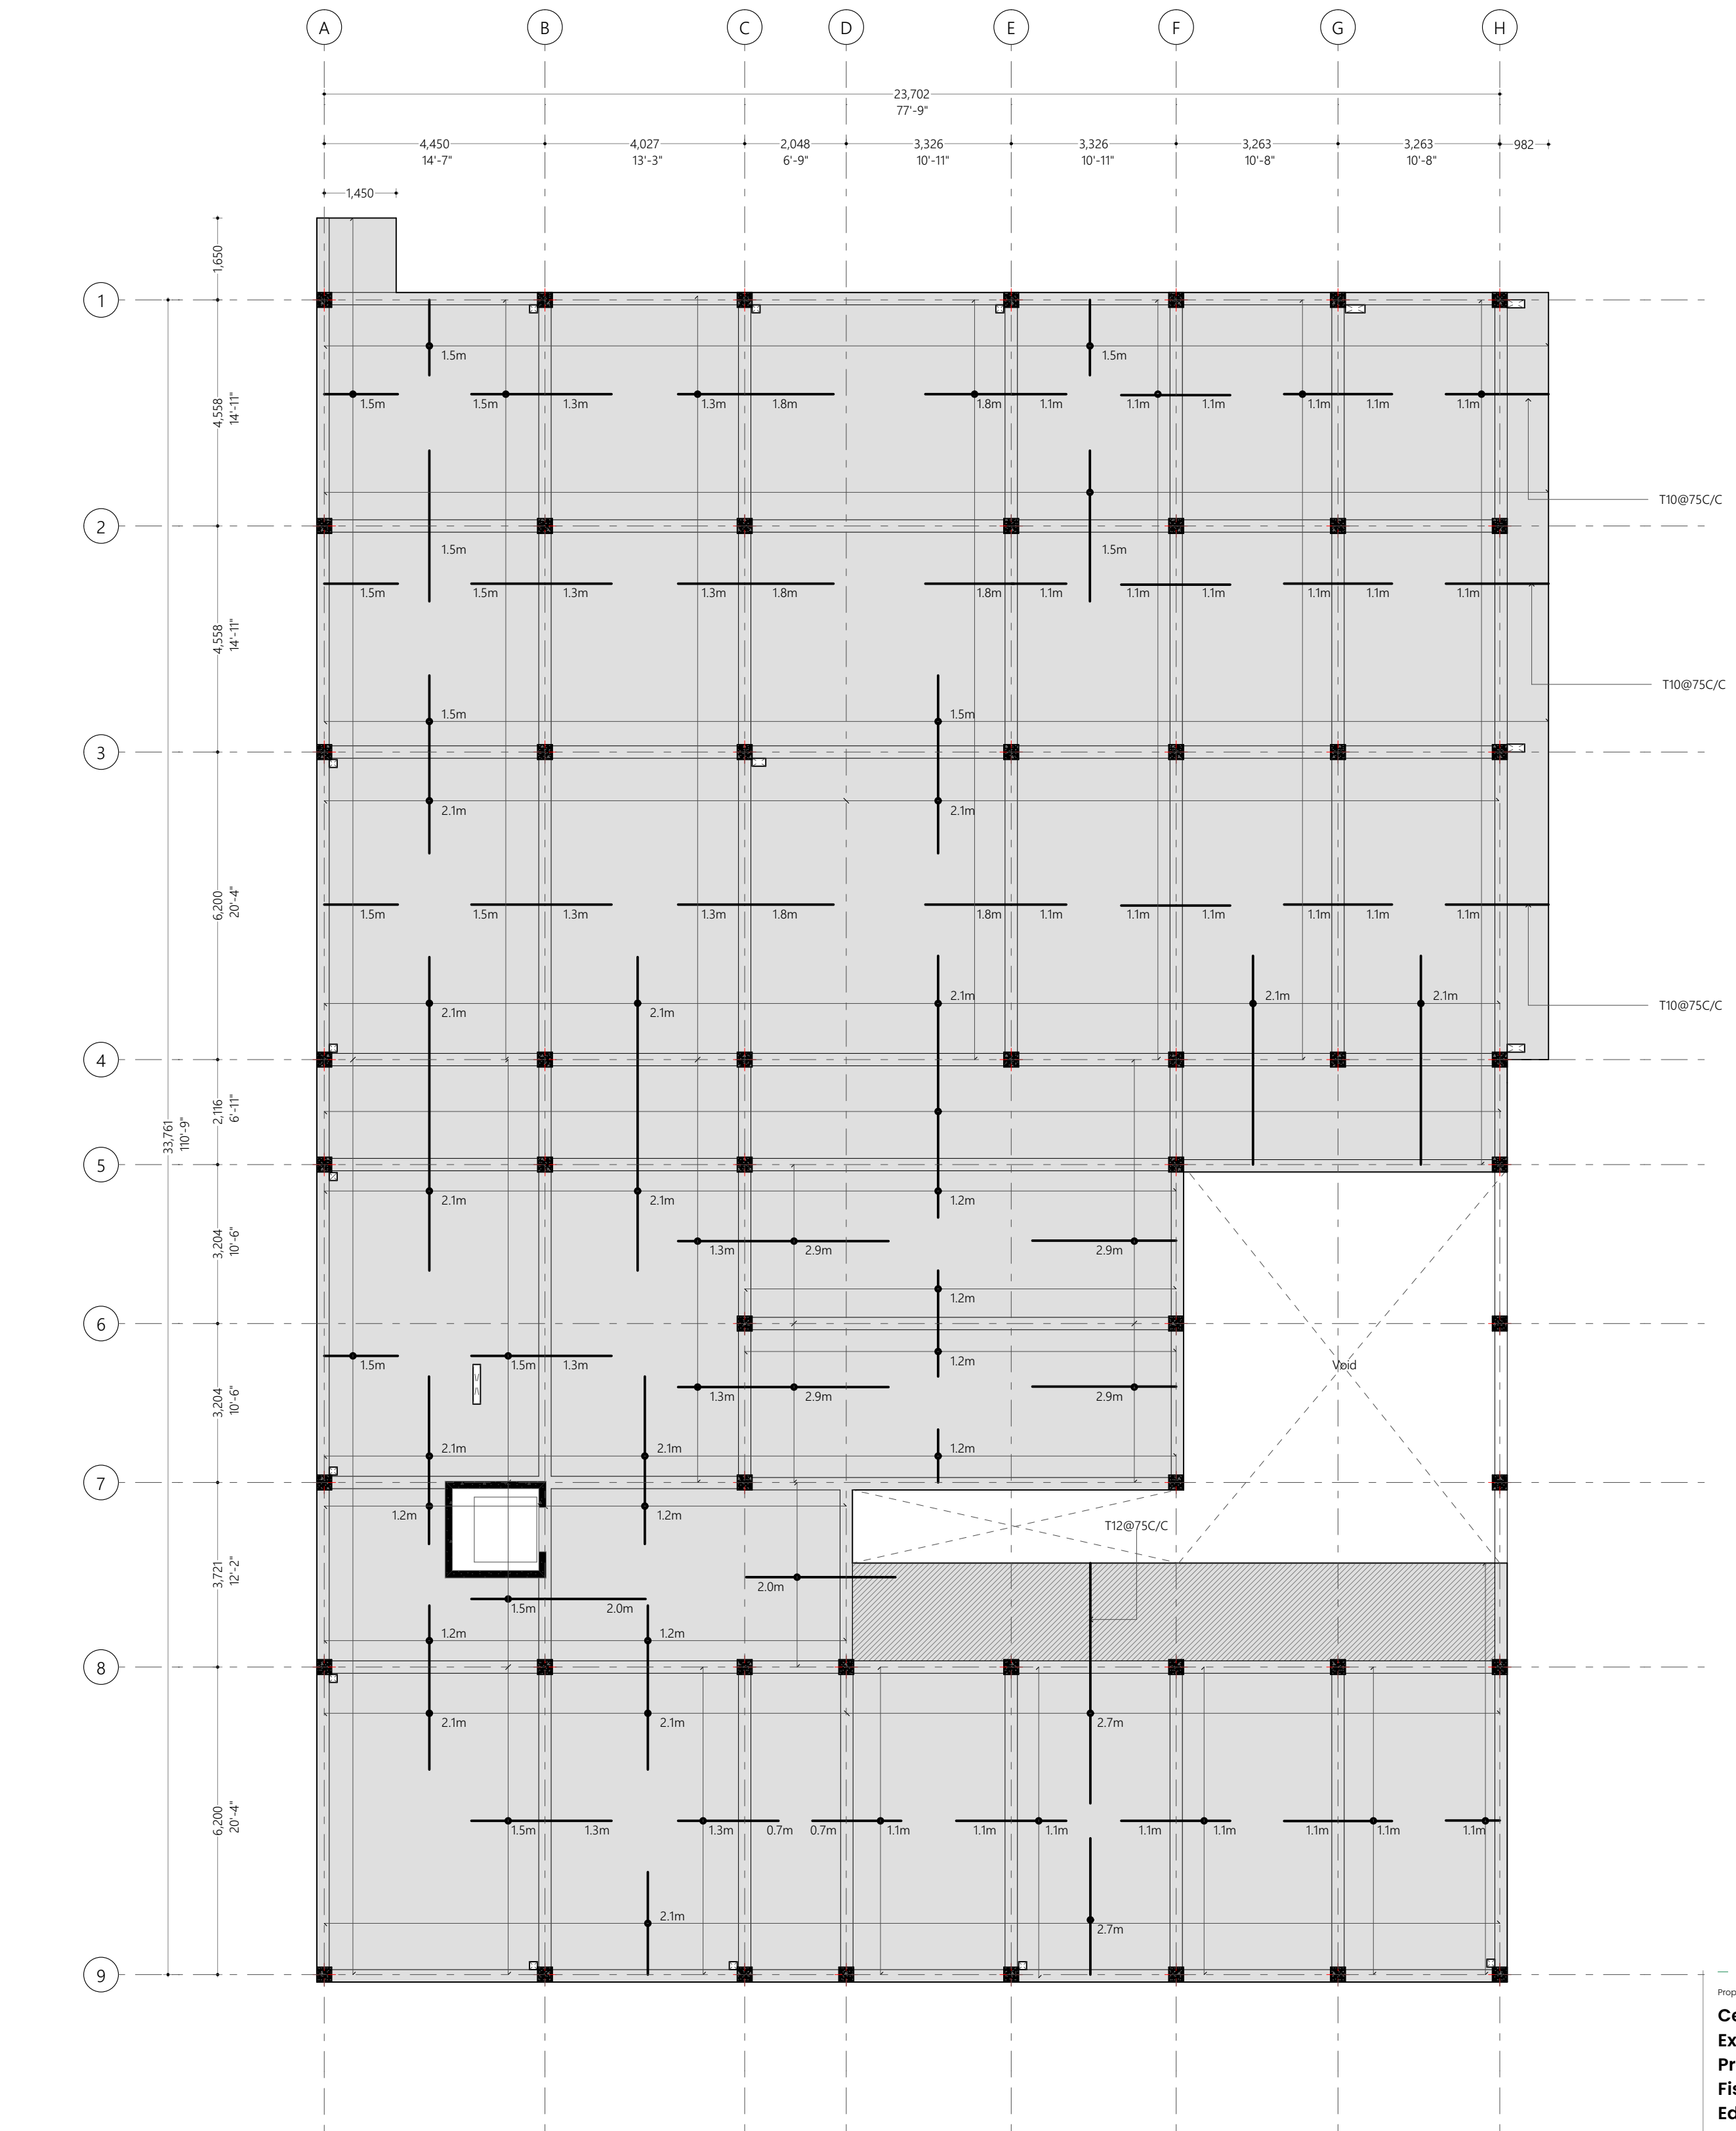 A B C D E F G H
23,702
77'-9"
4,450 4,027 2,048 3,326 3,326 3,263 3,263 982
14'-7" 13'-3" 6'-9" 10'-11" 10'-11" 10'-8" 10'-8"
1,450
1,650
1
1.5m 1.5m
4,558
14'-11"
1.5m 1.5m 1.3m 1.3m 1.8m 1.8m 1.1m 1.1m 1.1m 1.1m 1.1m 1.1m
T10@75C/C
2
1.5m 1.5m
1.5m 1.5m 1.3m 1.3m 1.8m 1.8m 1.1m 1.1m 1.1m 1.1m 1.1m 1.1m
4,558
14'-11"
T10@75C/C
1.5m 1.5m
3
2.1m 2.1m
6,200
20'-4"
1.5m 1.5m 1.3m 1.3m 1.8m 1.8m 1.1m 1.1m 1.1m 1.1m 1.1m 1.1m
2.1m 2.1m 2.1m
2.1m 2.1m
T10@75C/C
4
2,116
6'-11"
33,761
110'-9"
5
2.1m 2.1m 1.2m
3,204
10'-6"
1.3m 2.9m 2.9m
1.2m
6
1.2m
1.5m 1.5m 1.3m
Void
3,204
10'-6"
1.3m 2.9m 2.9m
2.1m 2.1m 1.2m
7
1.2m 1.2m
T12@75C/C
3,721
12'-2"
2.0m
1.5m 2.0m
1.2m 1.2m
8
2.1m 2.1m 2.7m
6,200
20'-4"
1.5m 1.3m 1.3m 0.7m 0.7m 1.1m 1.1m 1.1m 1.1m 1.1m 1.1m 1.1m 1.1m
2.1m
2.7m
9